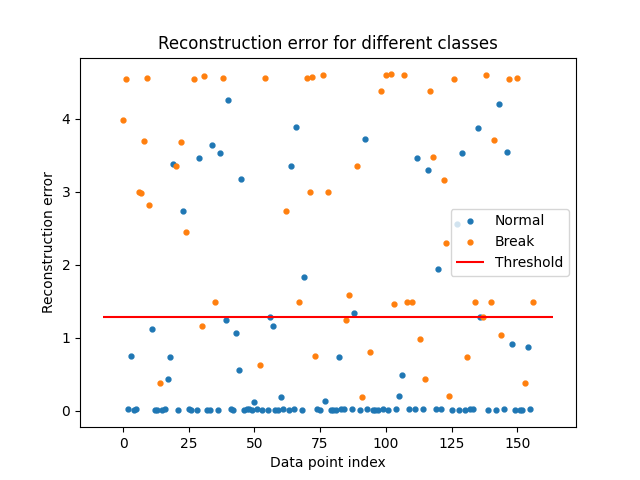 Reconstruction error for different classes
Reconstruction error
4
3
2
1
0
Normal
Break
Threshold
0
25
50
75
100
125
150
Data point index